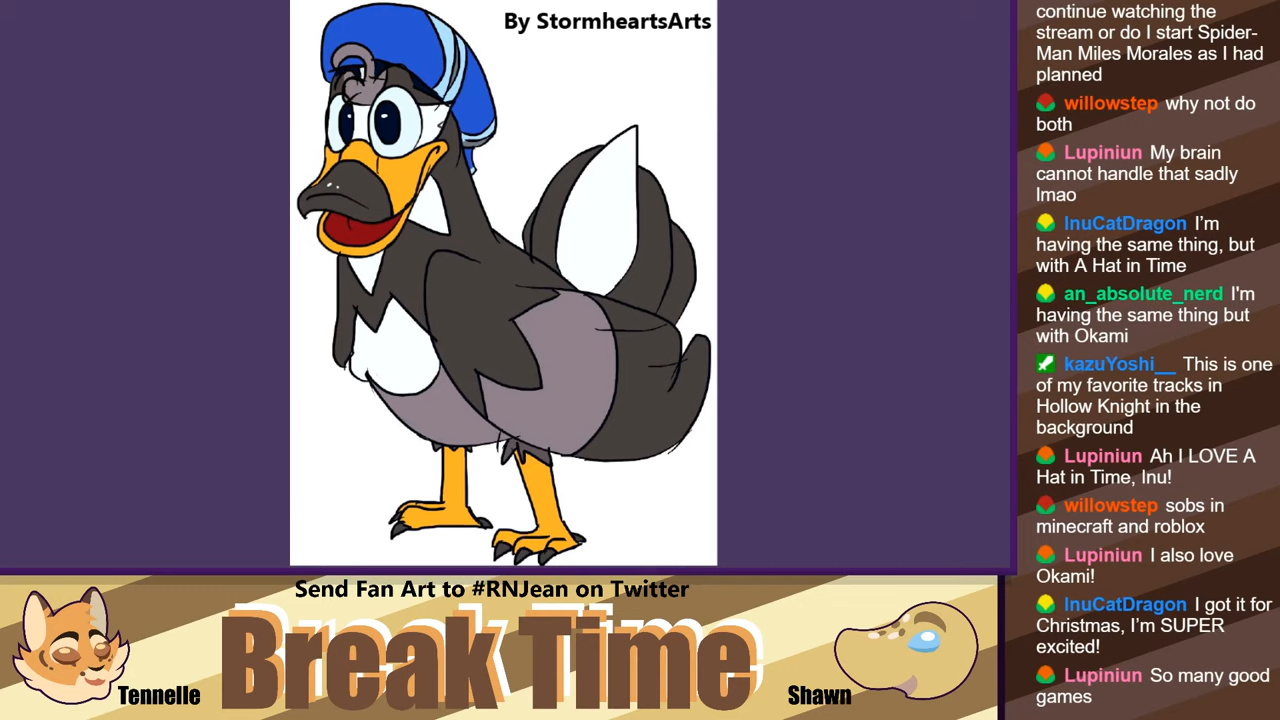 By StormheartsArts
continue watching the
stream or do I start Spider-
Man Miles Morales as I had
planned
willowstep why not do
both
Lupiniun My brain
cannot handle that sadly
lmao
InuCatDragon I’m
having the same thing, but
with A Hat in Time
an_absolute_nerd I'm
having the same thing but
with Okami
kazuYoshi__ This is one
of my favorite tracks in
Hollow Knight in the
background
Lupiniun Ah I LOVE A
Hat in Time, Inu!
willowstep sobs in
minecraft and roblox
Lupiniun I also love
Okami!
InuCatDragon I got it for
Christmas, I’m SUPER
excited!
Lupiniun So many good
games
Send Fan Art to #RNJean on Twitter
Break Time
Tennelle
Shawn